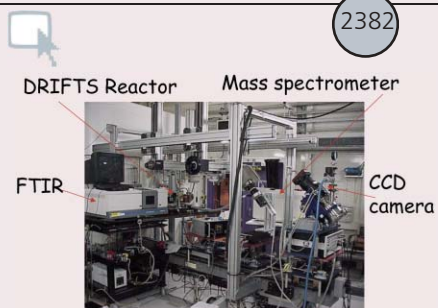 2382
DRIFTS Reactor
Mass spectrometer
FTIR
CCD
camera